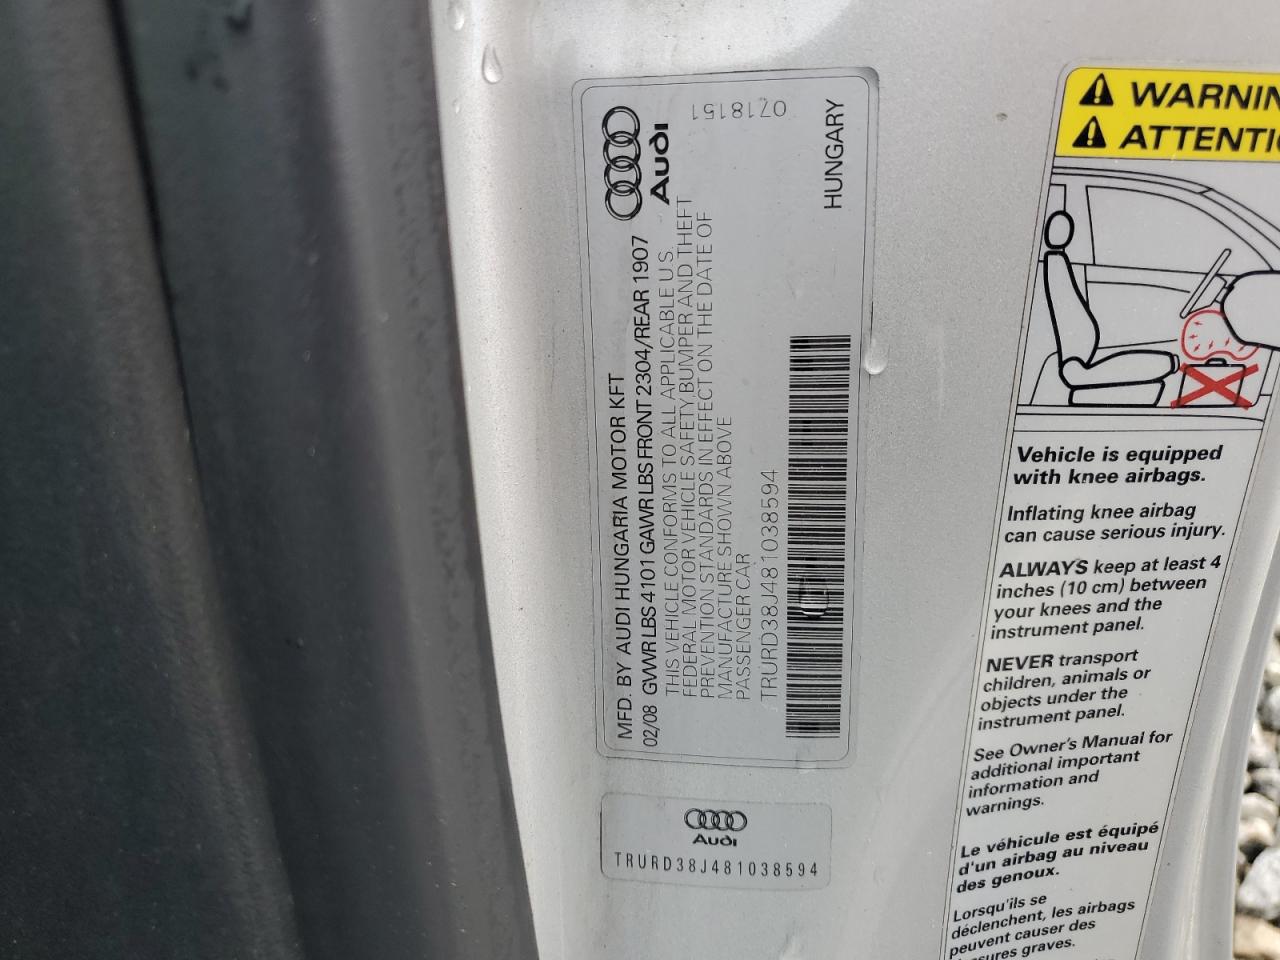 Audi
0718151
HUNGARY
MFD. BY AUDI HUNGARIA MOTOR KFT
02/08 GVWR LBS 4101 GAWR LBS FRONT 2304/REAR 1907
THIS VEHICLE CONFORMS TO ALL APPLICABLE U.S.
FEDERAL MOTOR VEHICLE SAFETY,BUMPER AND THEFT
PREVENTION STANDARDS IN EFFECT ON THE DATE OF
MANUFACTURE SHOWN ABOVE
PASSENGER CAR
TRURD38J481038594
Audi
TRURD38J481038594
Vehicle is equipped
with knee airbags.
Inflating knee airbag
can cause serious injury.
ALWAYS keep at least 4
inches (10 cm) between
your knees and the
instrument panel.
NEVER transport
children, animals or
objects under the
instrument panel.
See Owner's Manual for
additional important
information and
warnings.
Le véhicule est équipé
d'un airbag au niveau
des genoux.
Lorsqu'ils se
déclenchent, les airbags
peuvent causer des
graves.